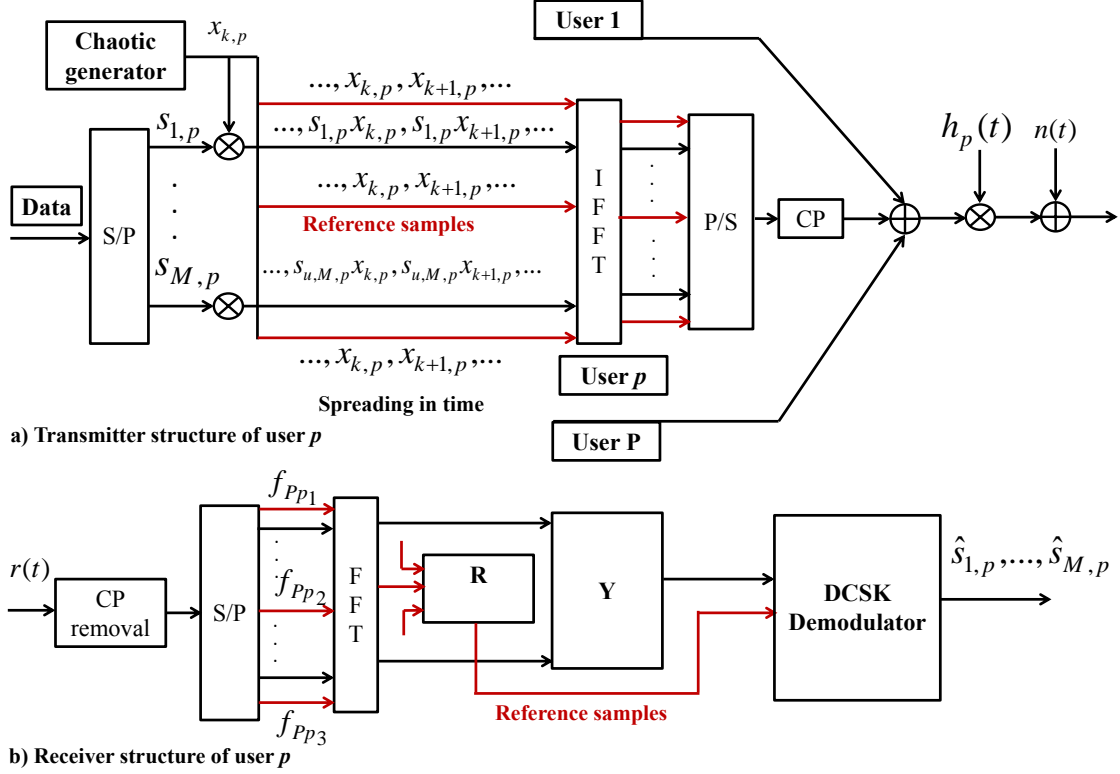 Chaotic
generator
x_{k,p}
User 1
..., x_{k,p}, x_{k+1,p},...
s_{1,p}
..., s_{1,p}x_{k,p}, s_{1,p}x_{k+1,p},...
h_p(t)
n(t)
Data
S/P
..., x_{k,p}, x_{k+1,p},...
Reference samples
I
F
F
T
P/S
CP
s_{M,p}
..., s_{u,M,p}x_{k,p}, s_{u,M,p}x_{k+1,p},...
..., x_{k,p}, x_{k+1,p},...
User p
Spreading in time
User P
a) Transmitter structure of user p
r(t)
CP
removal
S/P
f_{Pp_1}
f_{Pp_2}
f_{Pp_3}
F
F
T
R
Y
Reference samples
DCSK
Demodulator
ŝ_{1,p},..., ŝ_{M,p}
b) Receiver structure of user p